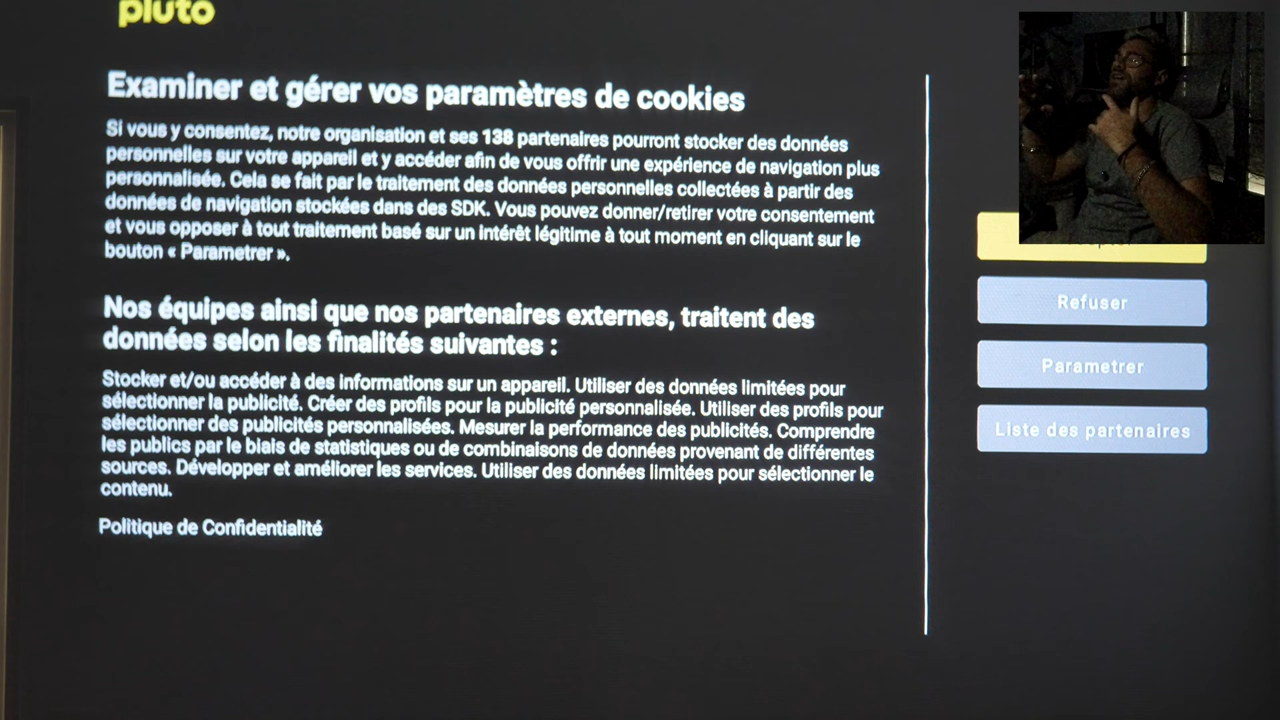 pluto
Examiner et gérer vos paramètres de cookies
Si vous y consentez, notre organisation et ses 138 partenaires pourront stocker des données
personnelles sur votre appareil et y accéder afin de vous offrir une expérience de navigation plus
personnalisée. Cela se fait par le traitement des données personnelles collectées à partir des
données de navigation stockées dans des SDK. Vous pouvez donner/retirer votre consentement
et vous opposer à tout traitement basé sur un intérêt légitime à tout moment en cliquant sur le
bouton « Parametrer ».
Nos équipes ainsi que nos partenaires externes, traitent des
données selon les finalités suivantes :
Stocker et/ou accéder à des informations sur un appareil. Utiliser des données limitées pour
sélectionner la publicité. Créer des profils pour la publicité personnalisée. Utiliser des profils pour
sélectionner des publicités personnalisées. Mesurer la performance des publicités. Comprendre
les publics par le biais de statistiques ou de combinaisons de données provenant de différentes
sources. Développer et améliorer les services. Utiliser des données limitées pour sélectionner le
contenu.
Politique de Confidentialité
Refuser
Parametrer
Liste des partenaires